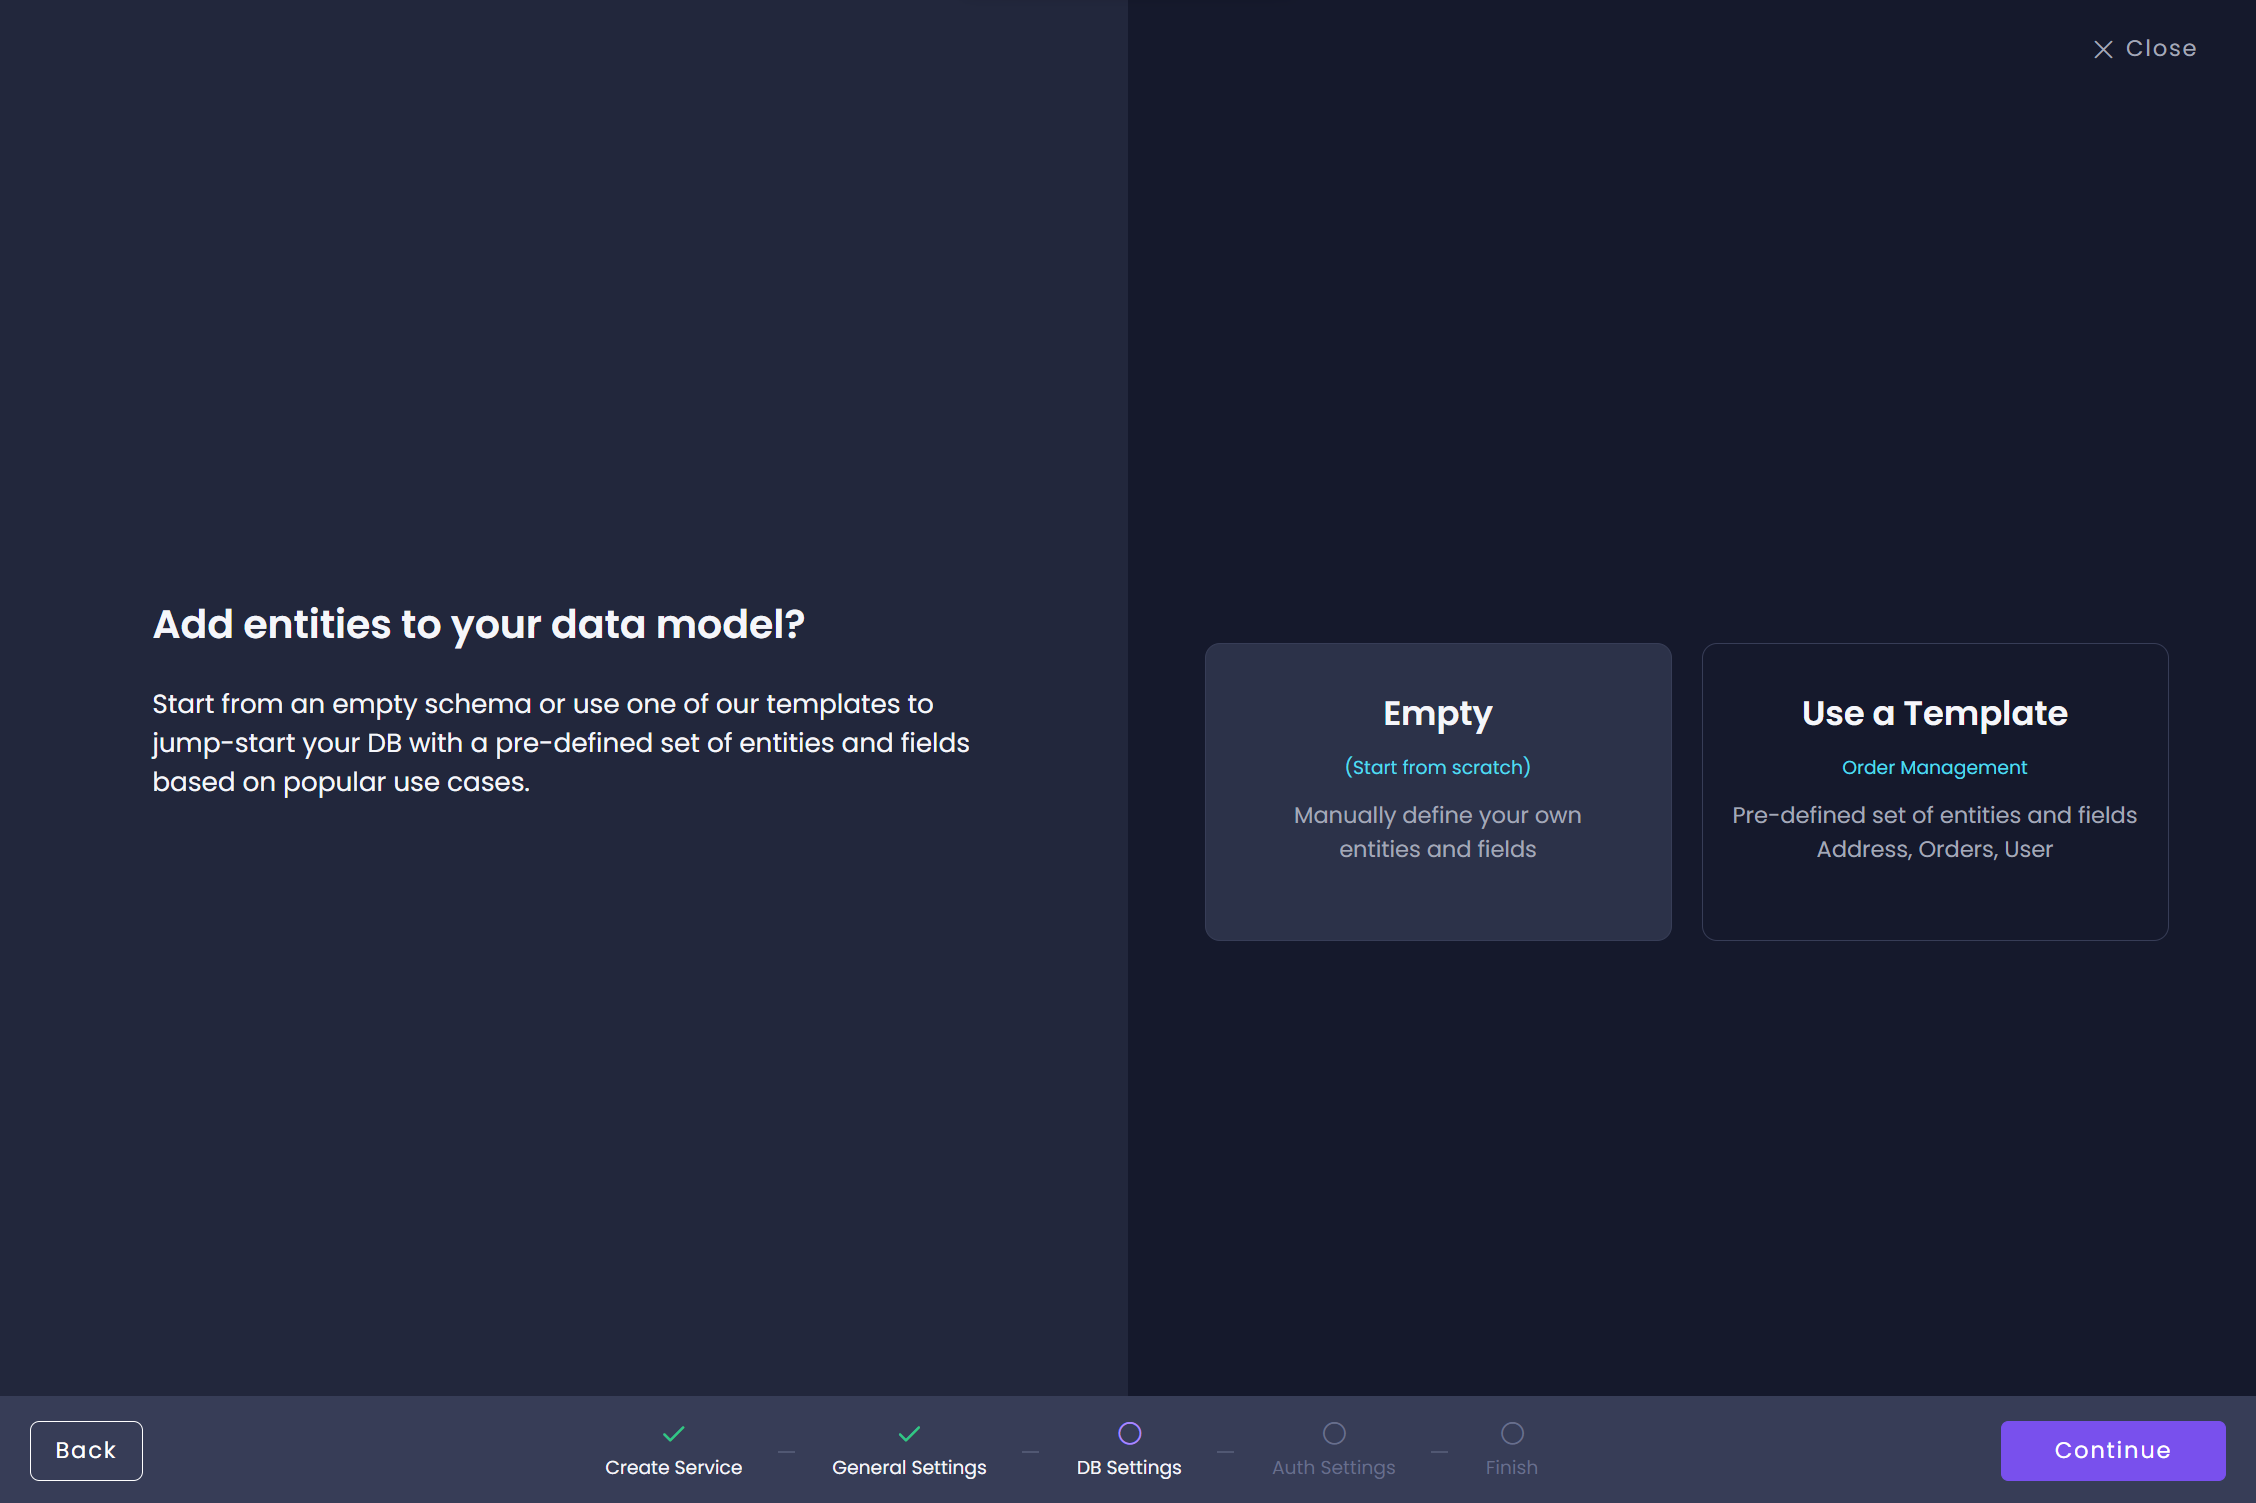 Close
Add entities to your data model?
Start from an empty schema or use one of our templates to
jump-start your DB with a pre-defined set of entities and fields
based on popular use cases.
Empty
(Start from scratch)
Manually define your own
entities and fields
Use a Template
Order Management
Pre-defined set of entities and fields
Address, Orders, User
Back
Create Service
General Settings
DB Settings
Auth Settings
Finish
Continue